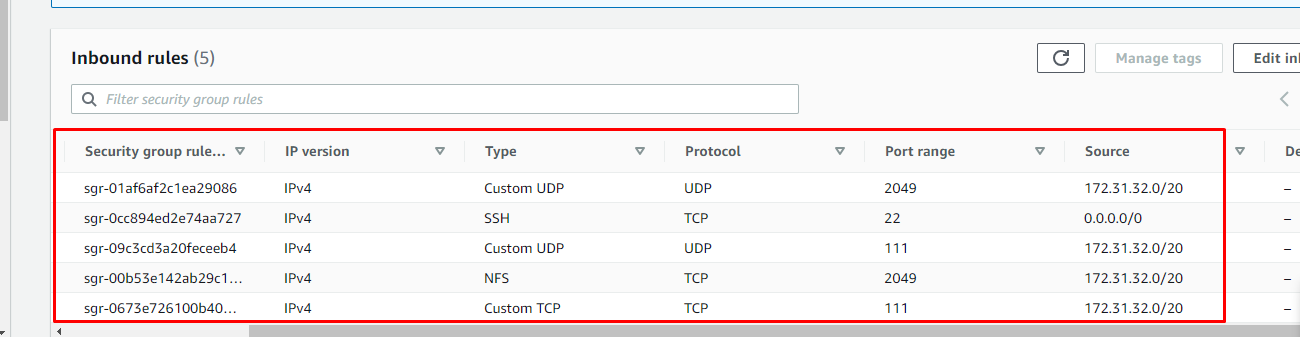 Inbound rules (5)
Manage tags
Edit in
Filter security group rules
Security group rule... IP version Type Protocol Port range Source De
sgr-01af6af2c1ea29086 IPv4 Custom UDP UDP 2049 172.31.32.0/20 –
sgr-0cc894ed2e74aa727 IPv4 SSH TCP 22 0.0.0.0/0 –
sgr-09c3cd3a20feceeb4 IPv4 Custom UDP UDP 111 172.31.32.0/20 –
sgr-00b53e142ab29c1... IPv4 NFS TCP 2049 172.31.32.0/20 –
sgr-0673e726100b40... IPv4 Custom TCP TCP 111 172.31.32.0/20 –